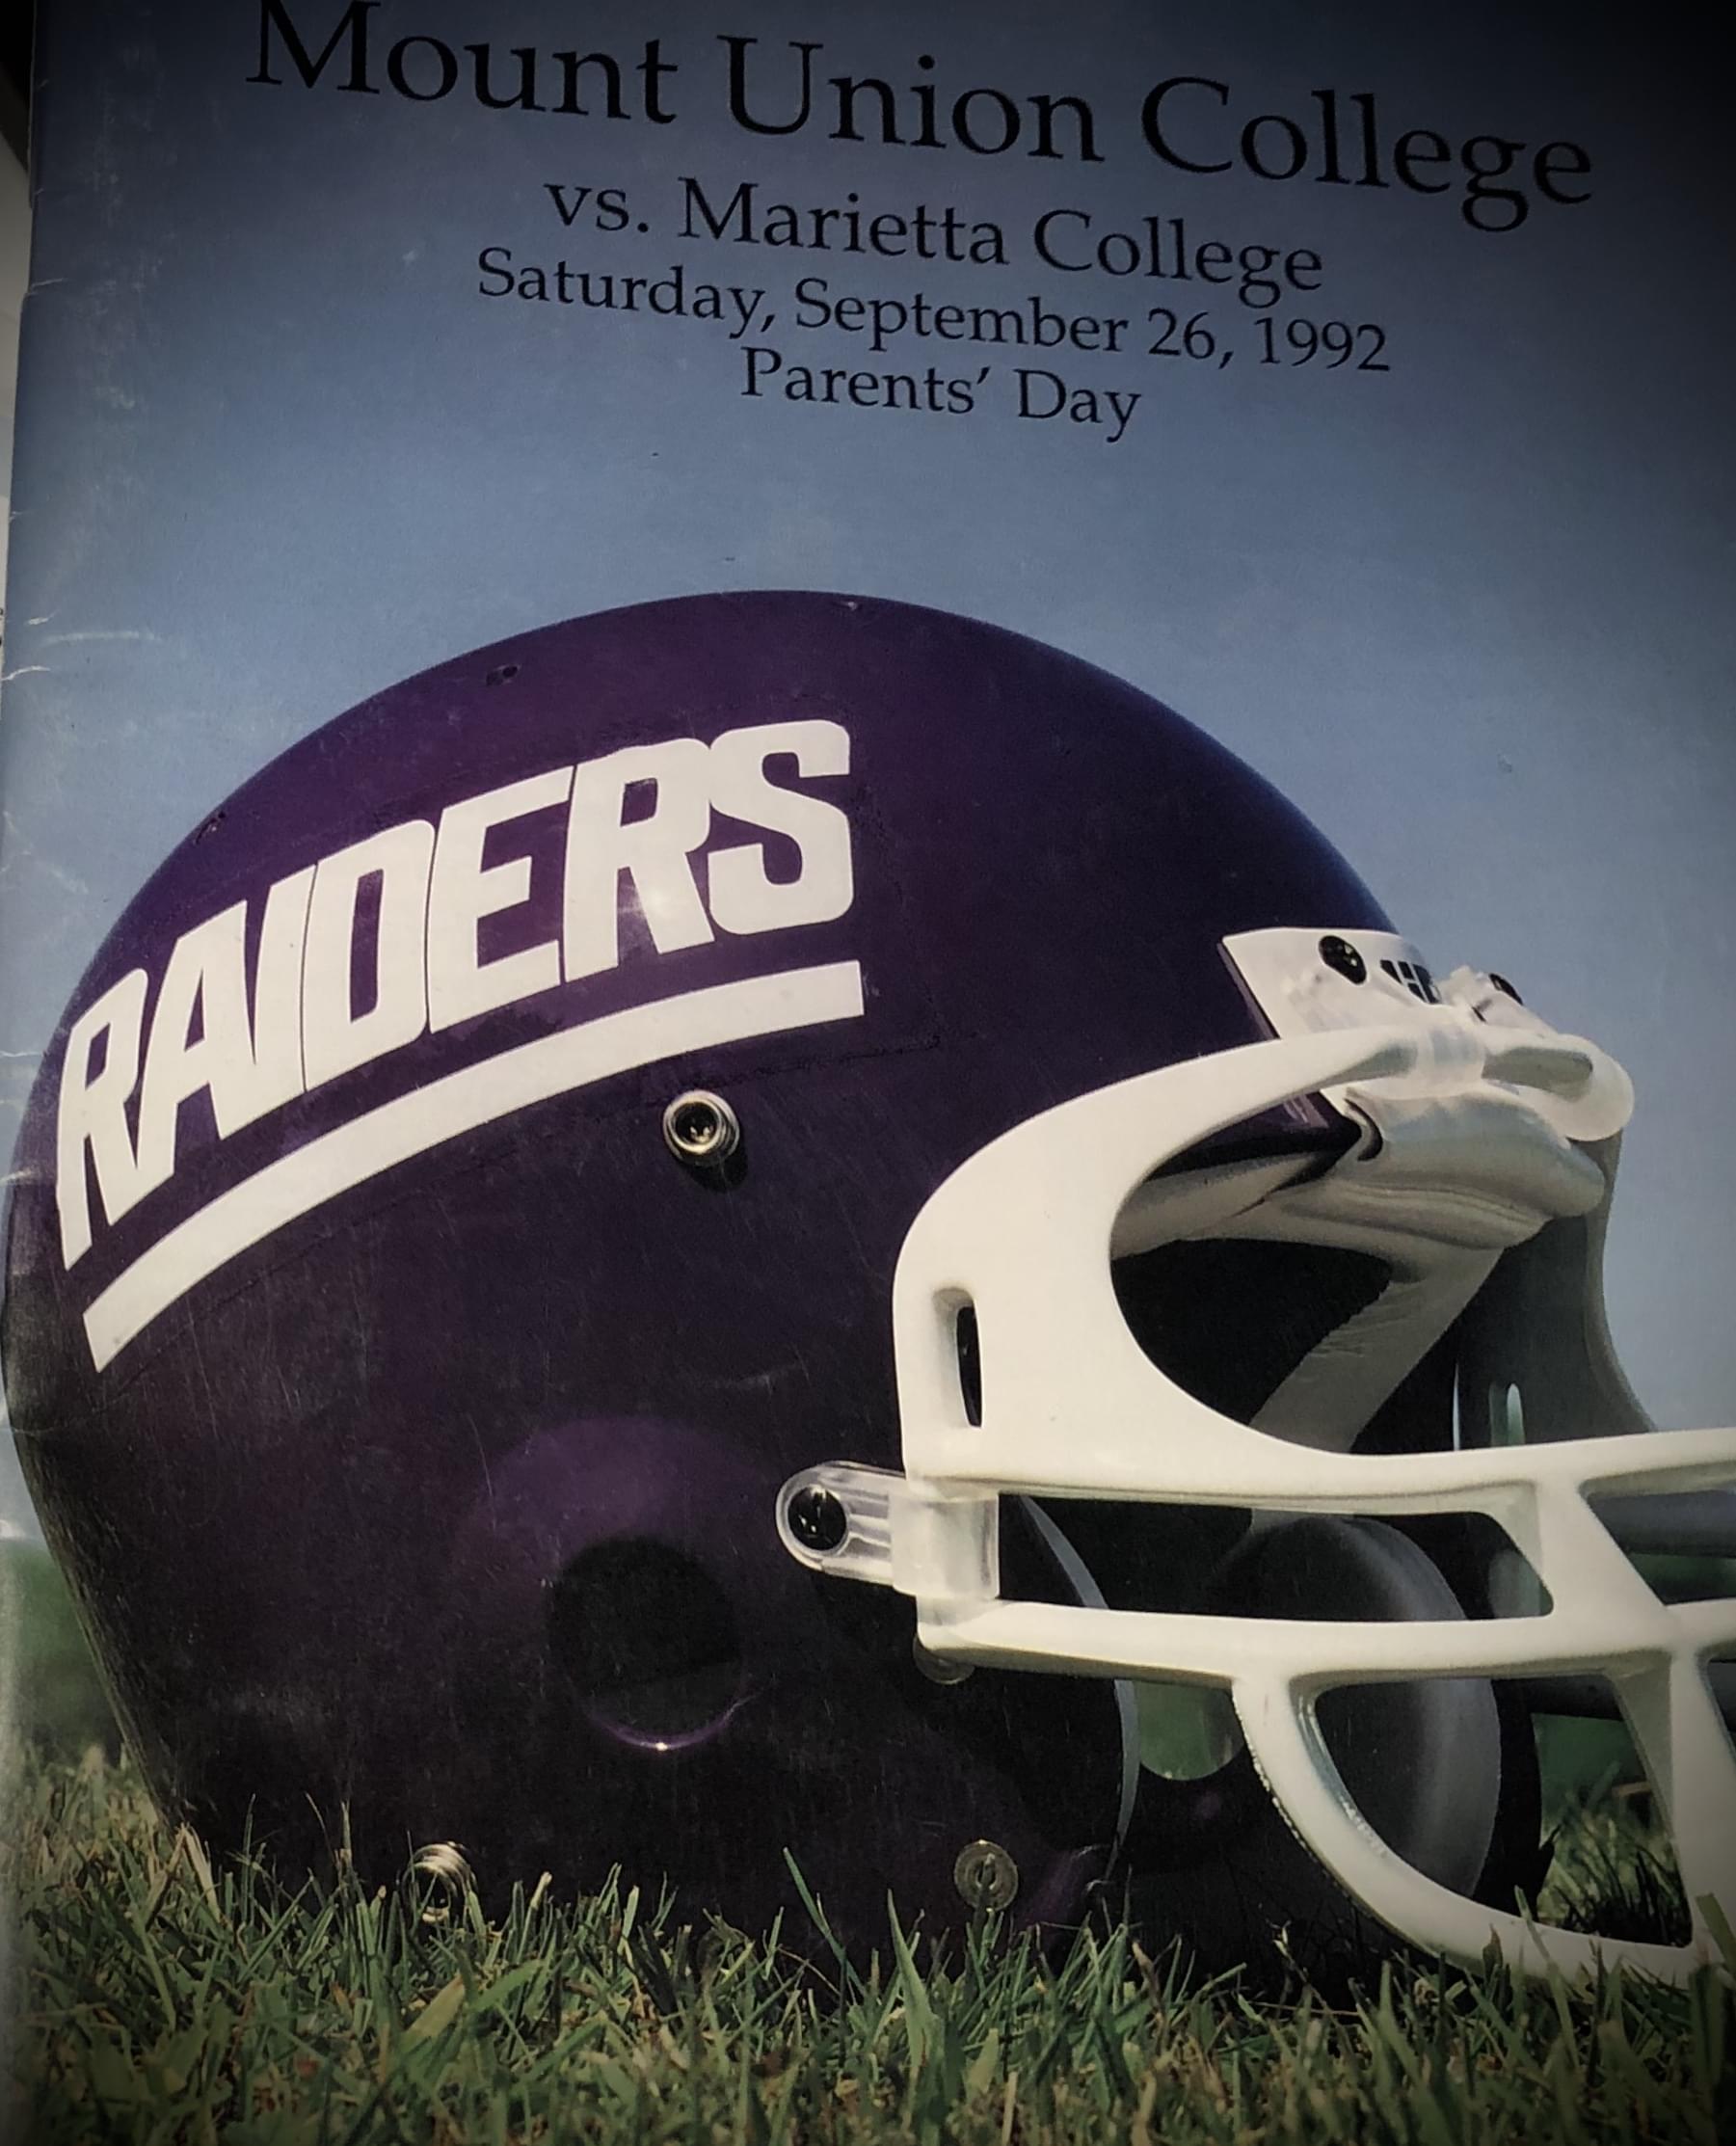 Mount Union College
vs. Marietta College
Saturday, September 26, 1992
Parents' Day
RAIDERS